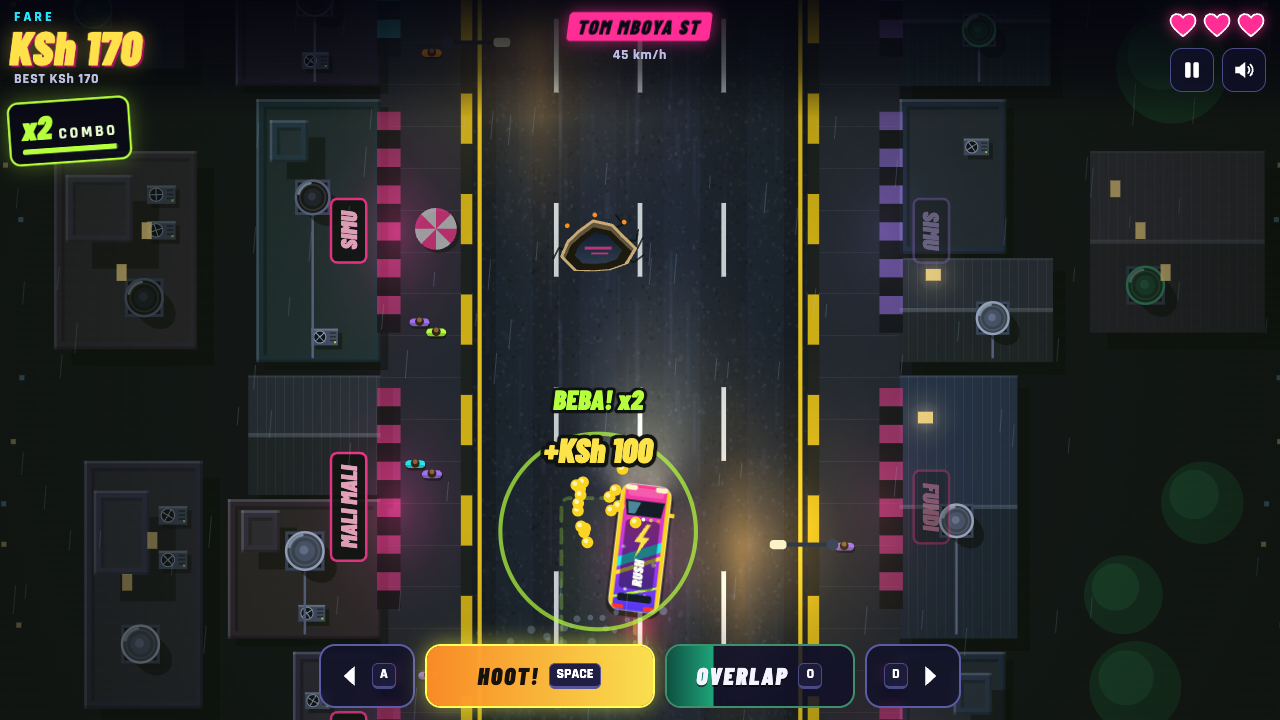 FARE
KSh 170
BEST KSh 170
x2 COMBO
TOM MBOYA ST
45 km/h
SIMU
SIMU
BEBA! x2
+KSh 100
MALI MALI
FUNDI
RUSH
A
HOOT! SPACE
OVERLAP O
D